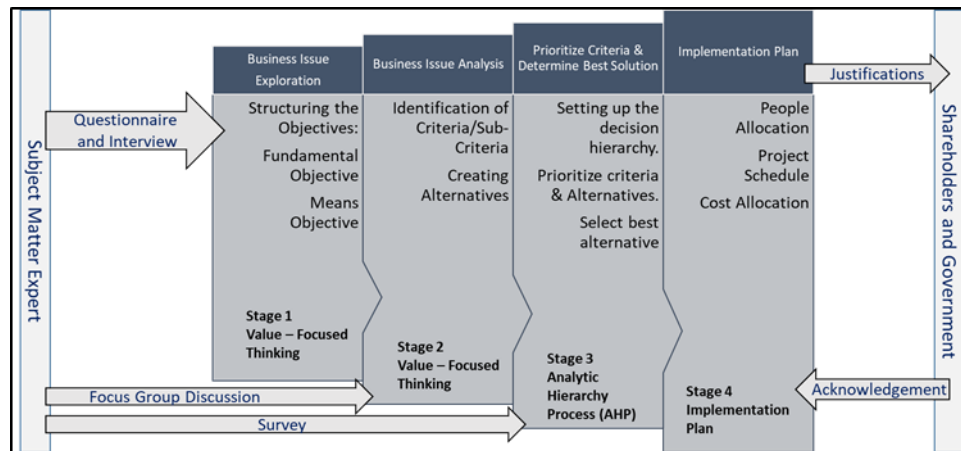 Subject Matter Expert
Questionnaire
and Interview
Business Issue
Exploration
Structuring the
Objectives:
Fundamental
Objective
Means
Objective
Stage 1
Value – Focused
Thinking
Business Issue Analysis
Identification of
Criteria/Sub-
Criteria
Creating
Alternatives
Stage 2
Value – Focused
Thinking
Prioritize Criteria &
Determine Best Solution
Setting up the
decision
hierarchy.
Prioritize criteria
& Alternatives.
Select best
alternative
Stage 3
Analytic
Hierarchy
Process (AHP)
Implementation Plan
People
Allocation
Project
Schedule
Cost Allocation
Stage 4
Implementation
Plan
Justifications
Acknowledgement
Shareholders and Government
Focus Group Discussion
Survey